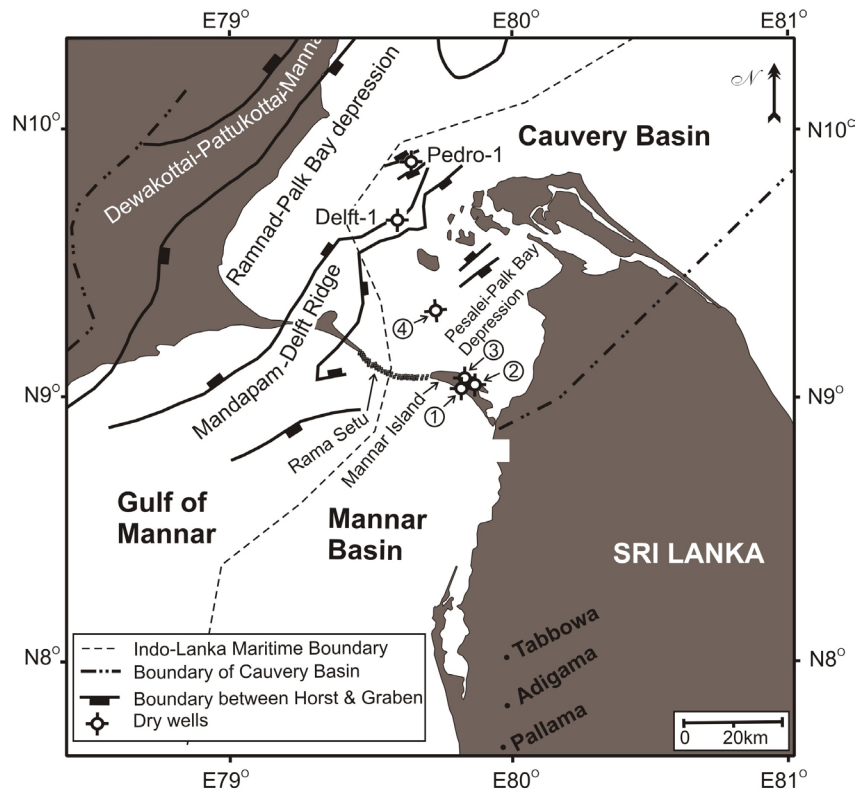 E79°
E80°
E81°
N10°
N10°
N9°
N9°
N8°
N8°
E79°
E80°
E81°
N
Dewakottai-Pattukottai-Manna
Ramnad-Palk Bay depression
Cauvery Basin
Pedro-1
Delft-1
Mandapam-Delft Ridge
Pesalei-Palk Bay
Depression
4
3
2
1
Rama Setu
Mannar Island
Gulf of
Mannar
Mannar
Basin
SRI LANKA
Tabbowa
Adigama
Pallama
Indo-Lanka Maritime Boundary
Boundary of Cauvery Basin
Boundary between Horst & Graben
Dry wells
0 20km